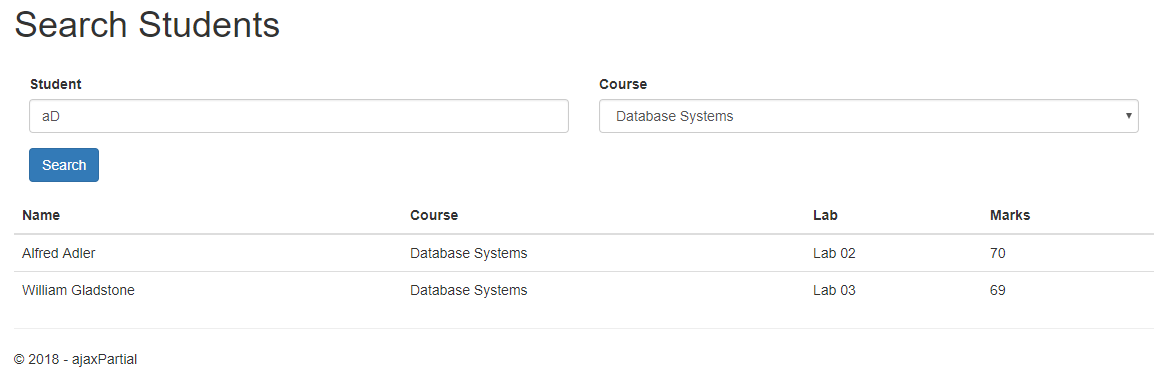 Search Students
Student Course
aD Database Systems
Search
Name Course Lab Marks
Alfred Adler Database Systems Lab 02 70
William Gladstone Database Systems Lab 03 69
© 2018 - ajaxPartial